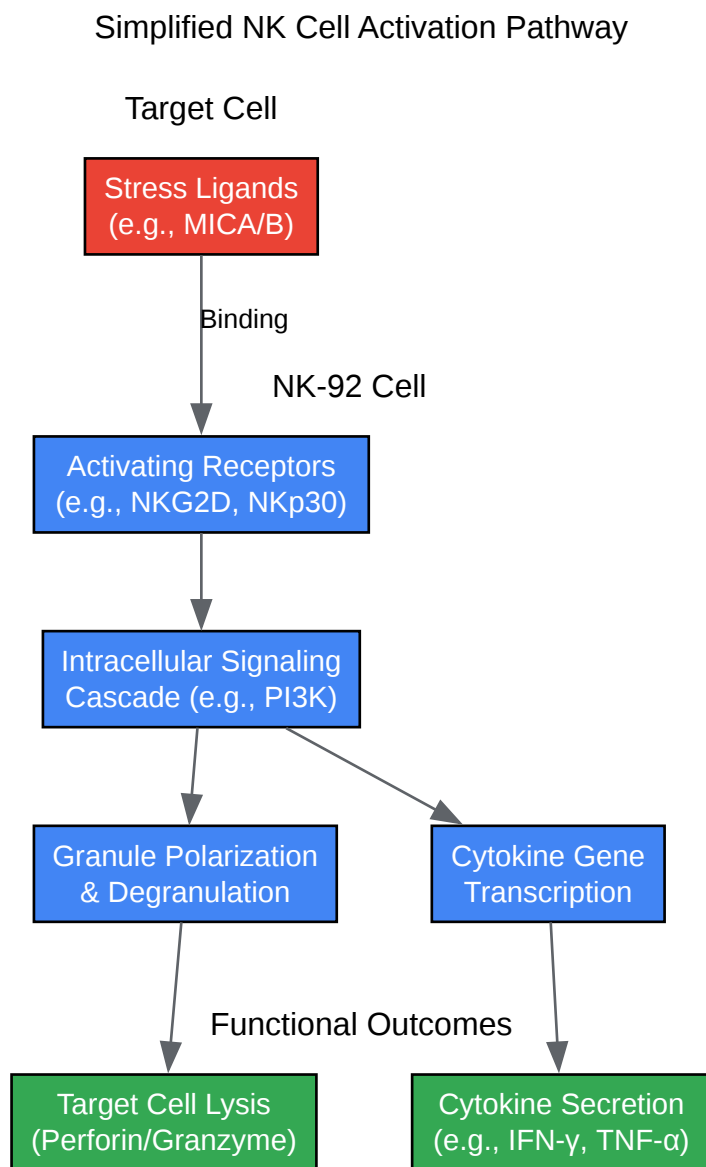 Simplified NK Cell Activation Pathway
Target Cell
Stress Ligands
(e.g., MICA/B)
Binding
NK-92 Cell
Activating Receptors
(e.g., NKG2D, NKp30)
Intracellular Signaling
Cascade (e.g., PI3K)
Granule Polarization
& Degranulation
Cytokine Gene
Transcription
Functional Outcomes
Target Cell Lysis
(Perforin/Granzyme)
Cytokine Secretion
(e.g., IFN-γ, TNF-α)